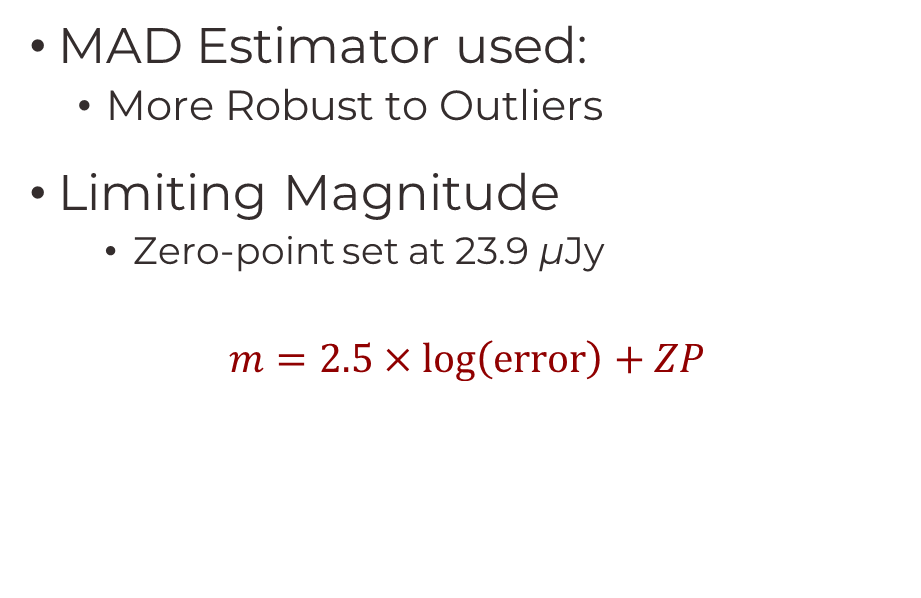 • MAD Estimator used:
• More Robust to Outliers
• Limiting Magnitude
• Zero-point set at 23.9 μJy
m = 2.5 × log(error) + ZP